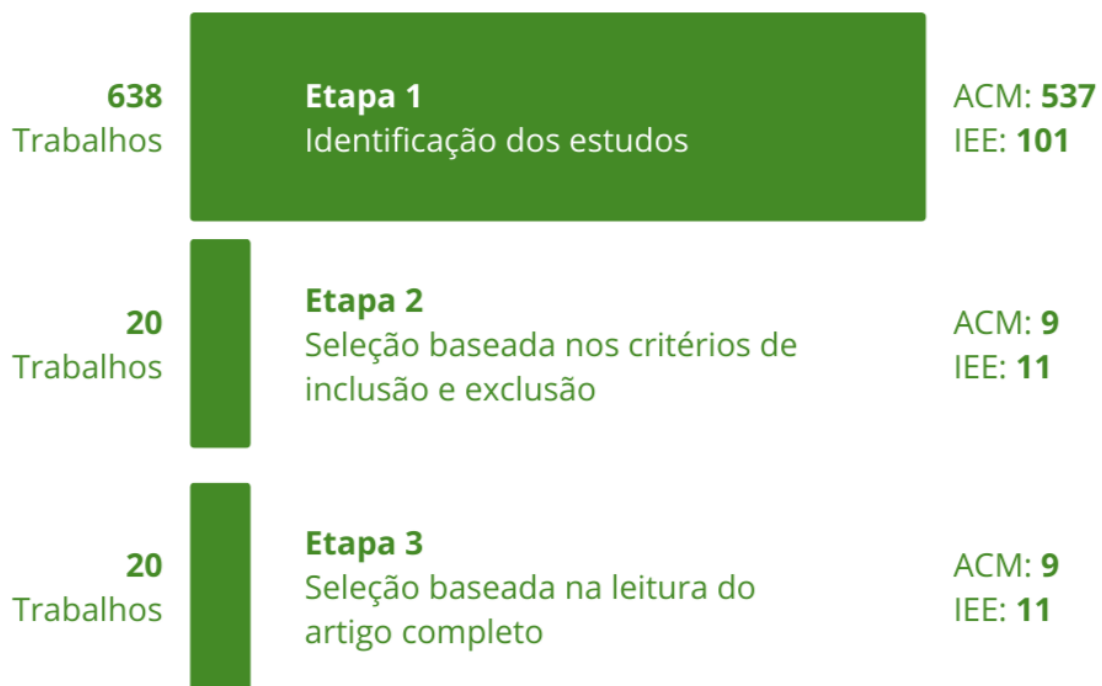 638
Trabalhos
Etapa 1
Identificação dos estudos
ACM: 537
IEE: 101
20
Trabalhos
Etapa 2
Seleção baseada nos critérios de
inclusão e exclusão
ACM: 9
IEE: 11
20
Trabalhos
Etapa 3
Seleção baseada na leitura do
artigo completo
ACM: 9
IEE: 11